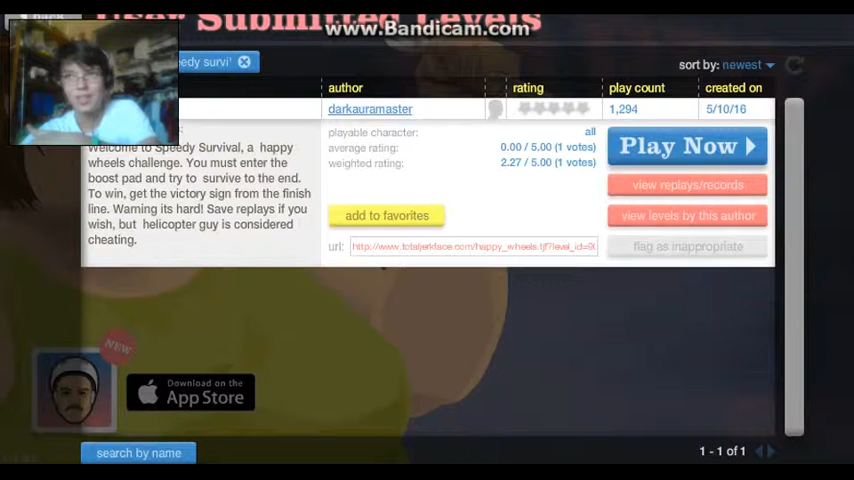 User Submitted Levels
www.Bandicam.com
eedy survi'
sort by: newest
author rating play count created on
darkauramaster 1,294 5/10/16
Welcome to Speedy Survival, a happy
wheels challenge. You must enter the
boost pad and try to survive to the end.
To win, get the victory sign from the finish
line. Warning its hard! Save replays if you
wish, but helicopter guy is considered
cheating.
playable character: all
average rating: 0.00 / 5.00 (1 votes)
weighted rating: 2.27 / 5.00 (1 votes)
add to favorites
url: http://www.totaljerkface.com/happy_wheels.tjf?level_id=9
Play Now
view replays/records
view levels by this author
flag as inappropriate
NEW
Download on the
App Store
search by name
1 - 1 of 1